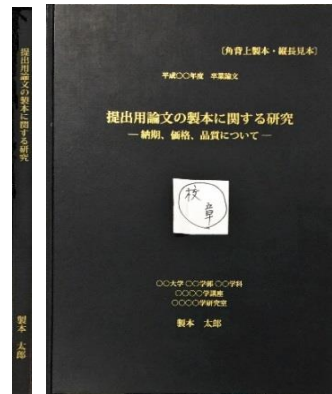 提出用論文の製本に関する研究
製本 太郎
［角背上製本・縦長見本］
平成○○年度 卒業論文
提出用論文の製本に関する研究
―納期、価格、品質について―
校
章
○○大学 ○○学部 ○○学科
○○○○学講座
○○○○学研究室
製本 太郎